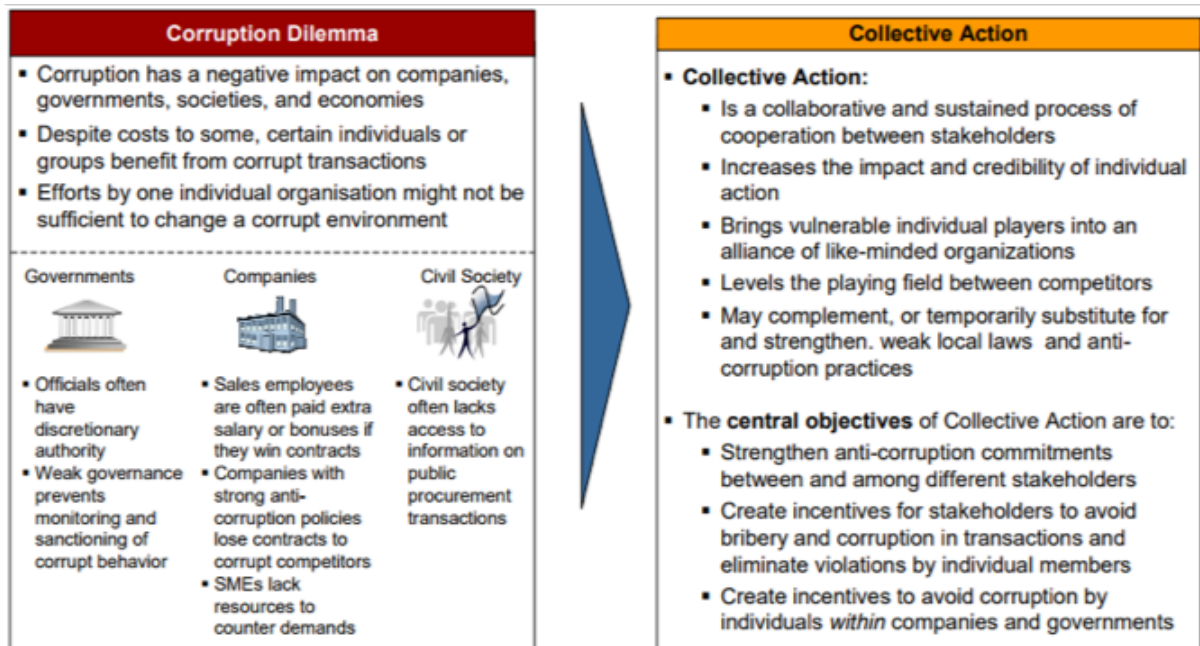 Corruption Dilemma
▪ Corruption has a negative impact on companies,
governments, societies, and economies
▪ Despite costs to some, certain individuals or
groups benefit from corrupt transactions
▪ Efforts by one individual organisation might not be
sufficient to change a corrupt environment
Governments
▪ Officials often
have
discretionary
authority
▪ Weak governance
prevents
monitoring and
sanctioning of
corrupt behavior
Companies
▪ Sales employees
are often paid extra
salary or bonuses if
they win contracts
▪ Companies with
strong anti-
corruption policies
lose contracts to
corrupt competitors
▪ SMEs lack
resources to
counter demands
Civil Society
▪ Civil society
often lacks
access to
information on
public
procurement
transactions
Collective Action
▪ Collective Action:
▪ Is a collaborative and sustained process of
cooperation between stakeholders
▪ Increases the impact and credibility of individual
action
▪ Brings vulnerable individual players into an
alliance of like-minded organizations
▪ Levels the playing field between competitors
▪ May complement, or temporarily substitute for
and strengthen. weak local laws and anti-
corruption practices
▪ The central objectives of Collective Action are to:
▪ Strengthen anti-corruption commitments
between and among different stakeholders
▪ Create incentives for stakeholders to avoid
bribery and corruption in transactions and
eliminate violations by individual members
▪ Create incentives to avoid corruption by
individuals within companies and governments